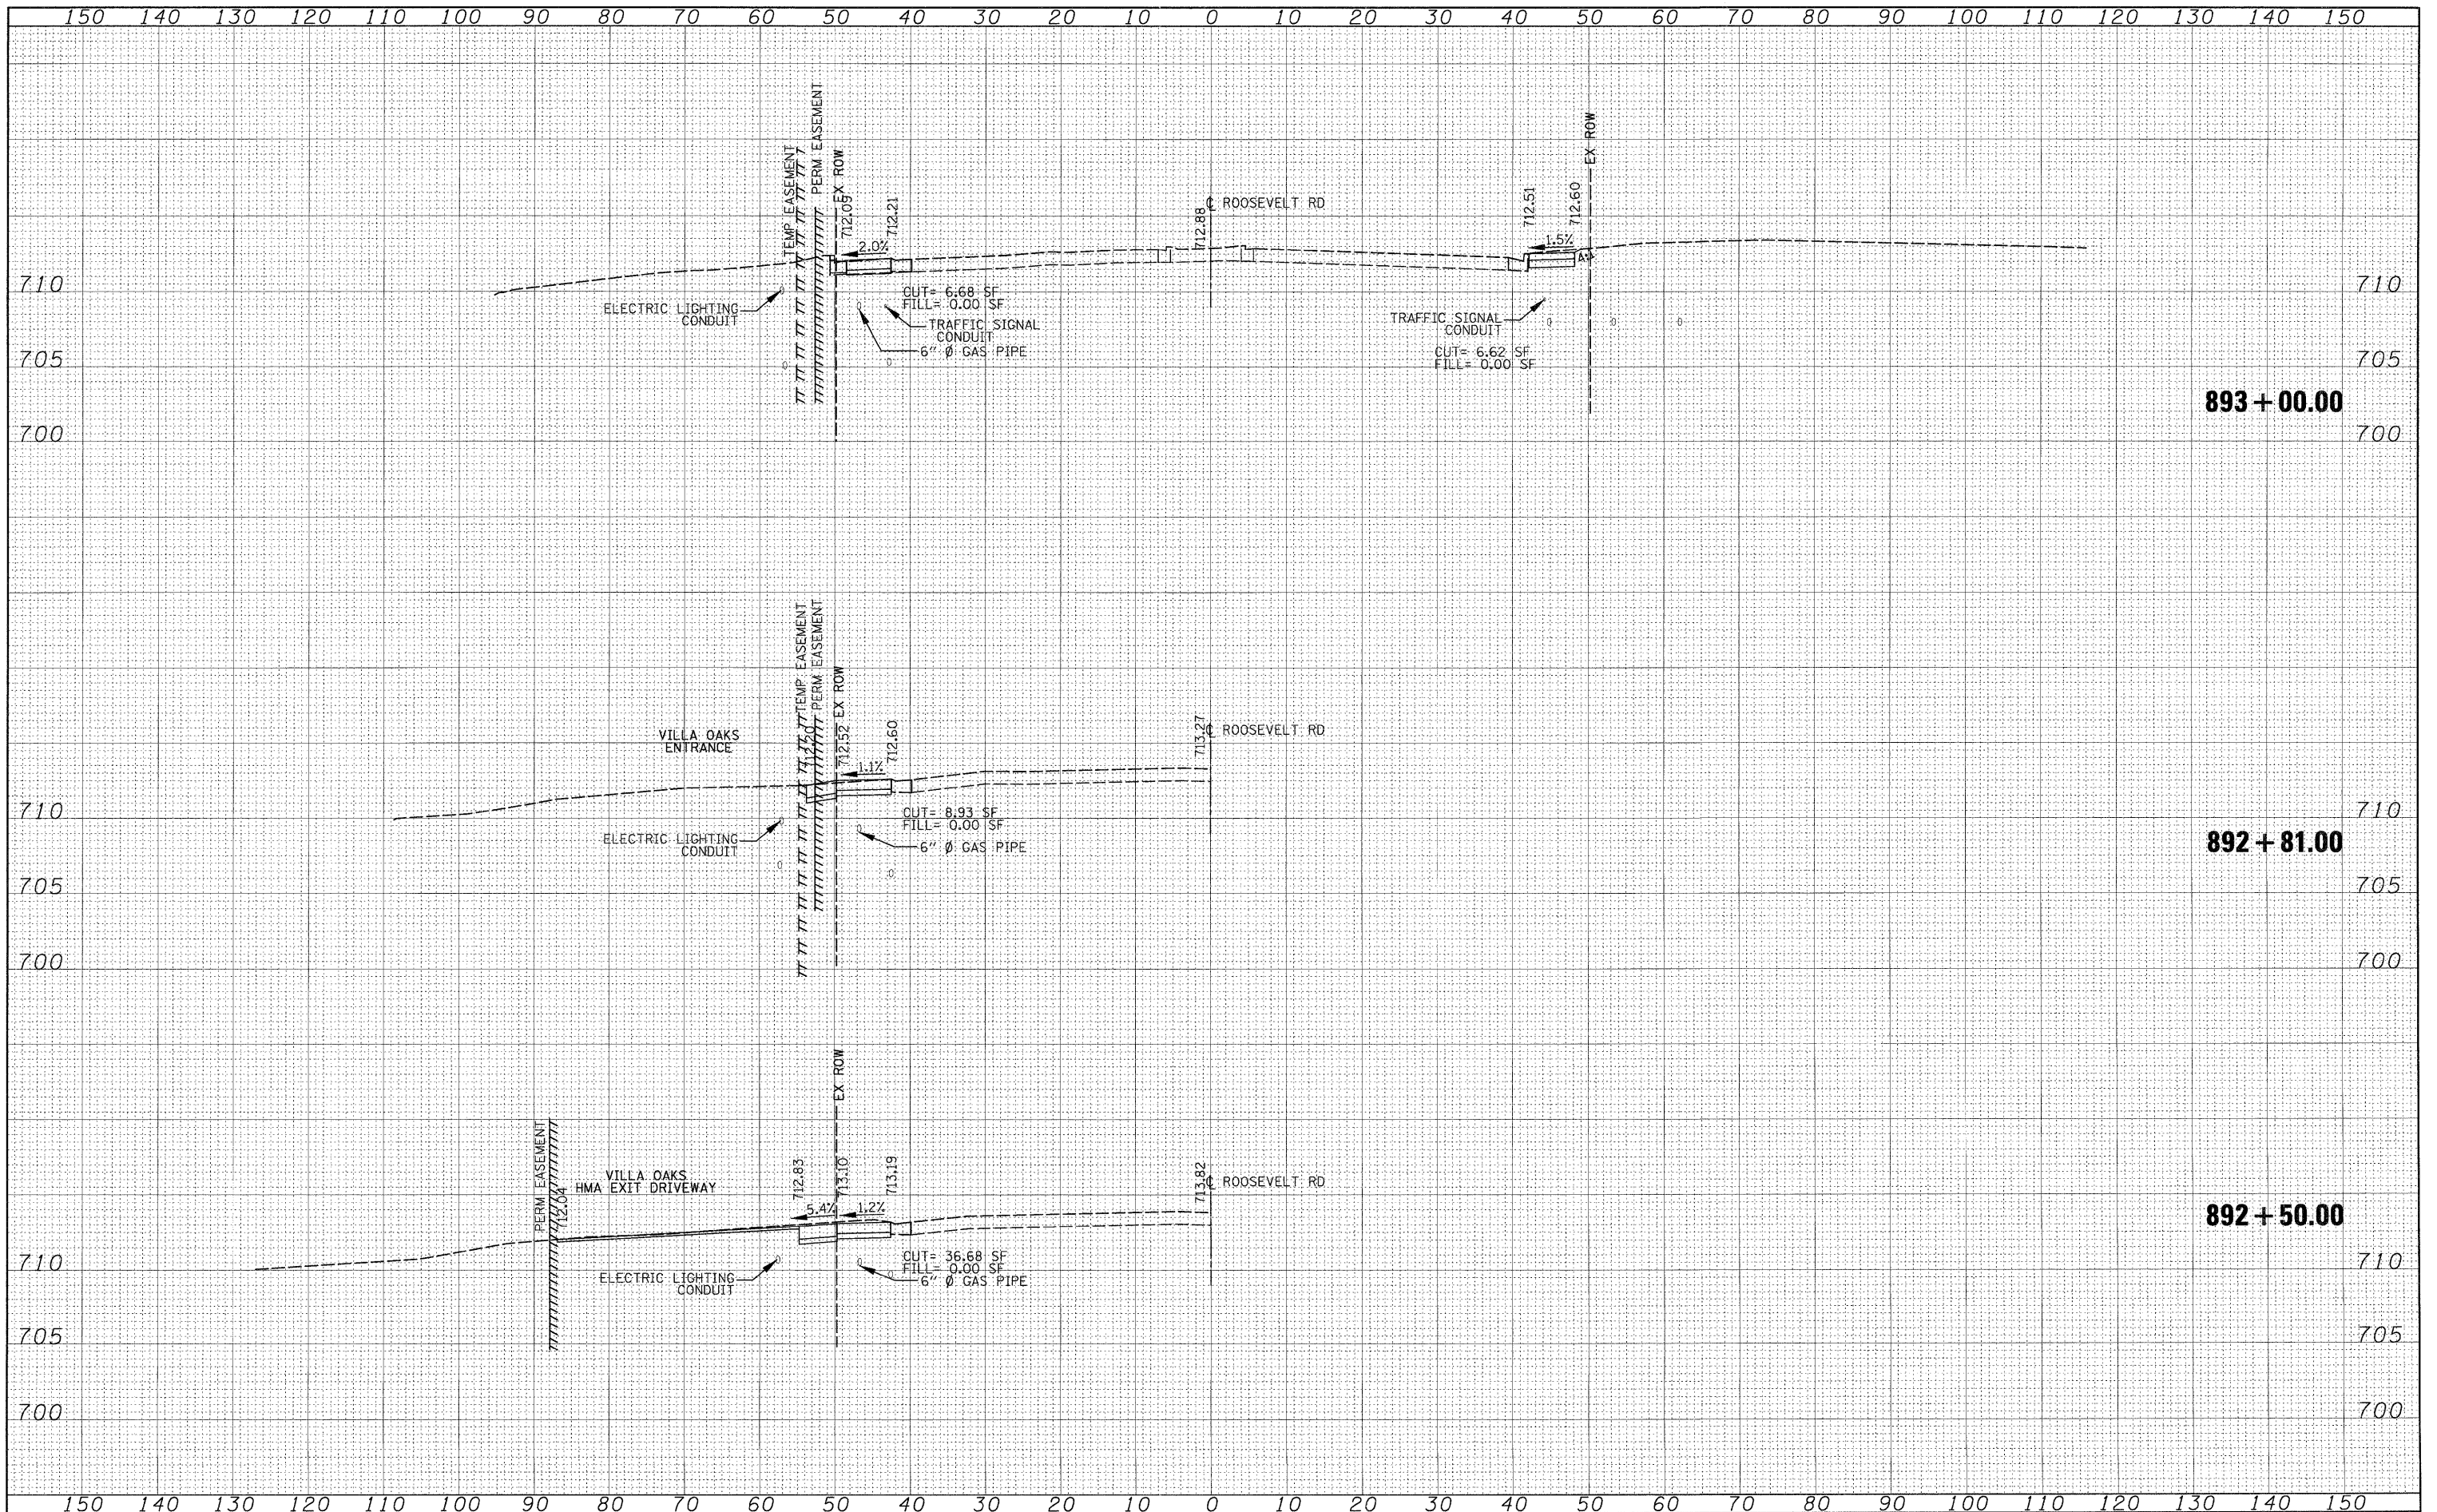 150 140 130 120 110 100 90 80 70 60 50 40 30 20 10 0 10 20 30 40 50 60 70 80 90 100 110 120 130 140 150
TEMP EASEMENT
PERM EASEMENT
EX ROW
712.09
712.21
2.0%
712.88
℄ ROOSEVELT RD
712.51
712.60
EX ROW
1.5%
4:1
710
710
ELECTRIC LIGHTING
CONDUIT
CUT= 6.68 SF
FILL= 0.00 SF
TRAFFIC SIGNAL
CONDUIT
6" Ø GAS PIPE
TRAFFIC SIGNAL
CONDUIT
CUT= 6.62 SF
FILL= 0.00 SF
705
705
893+00.00
700
700
TEMP EASEMENT
PERM EASEMENT
EX ROW
VILLA OAKS
ENTRANCE
712.52
712.60
1.1%
713.27
℄ ROOSEVELT RD
710
710
ELECTRIC LIGHTING
CONDUIT
CUT= 8.93 SF
FILL= 0.00 SF
6" Ø GAS PIPE
892+81.00
705
705
700
700
EX ROW
PERM EASEMENT
712.04
VILLA OAKS
HMA EXIT DRIVEWAY
712.83
713.10
713.19
5.4%
1.2%
713.82
℄ ROOSEVELT RD
892+50.00
710
710
ELECTRIC LIGHTING
CONDUIT
CUT= 36.68 SF
FILL= 0.00 SF
6" Ø GAS PIPE
705
705
700
700
150 140 130 120 110 100 90 80 70 60 50 40 30 20 10 0 10 20 30 40 50 60 70 80 90 100 110 120 130 140 150